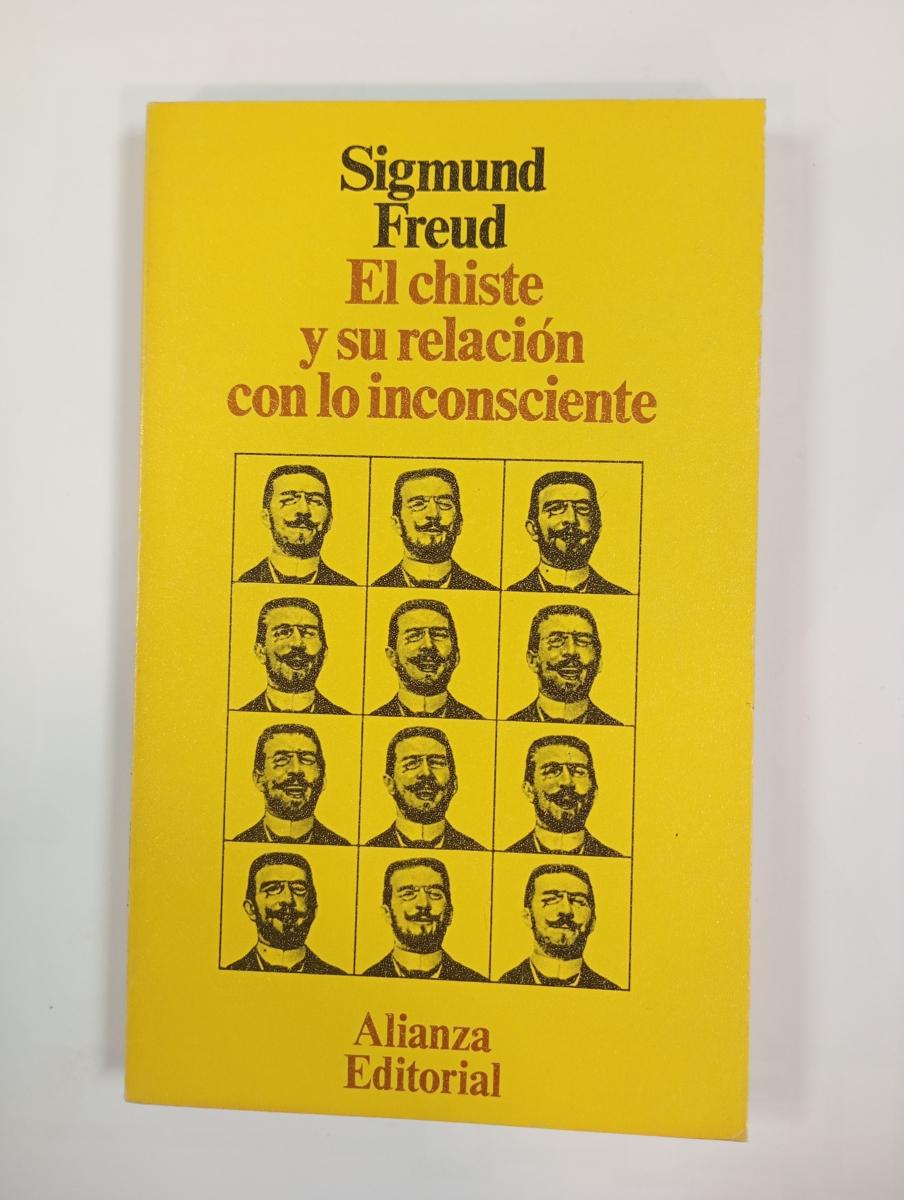 Sigmund
Freud
El chiste
y su relación
con lo inconsciente
Alianza
Editorial